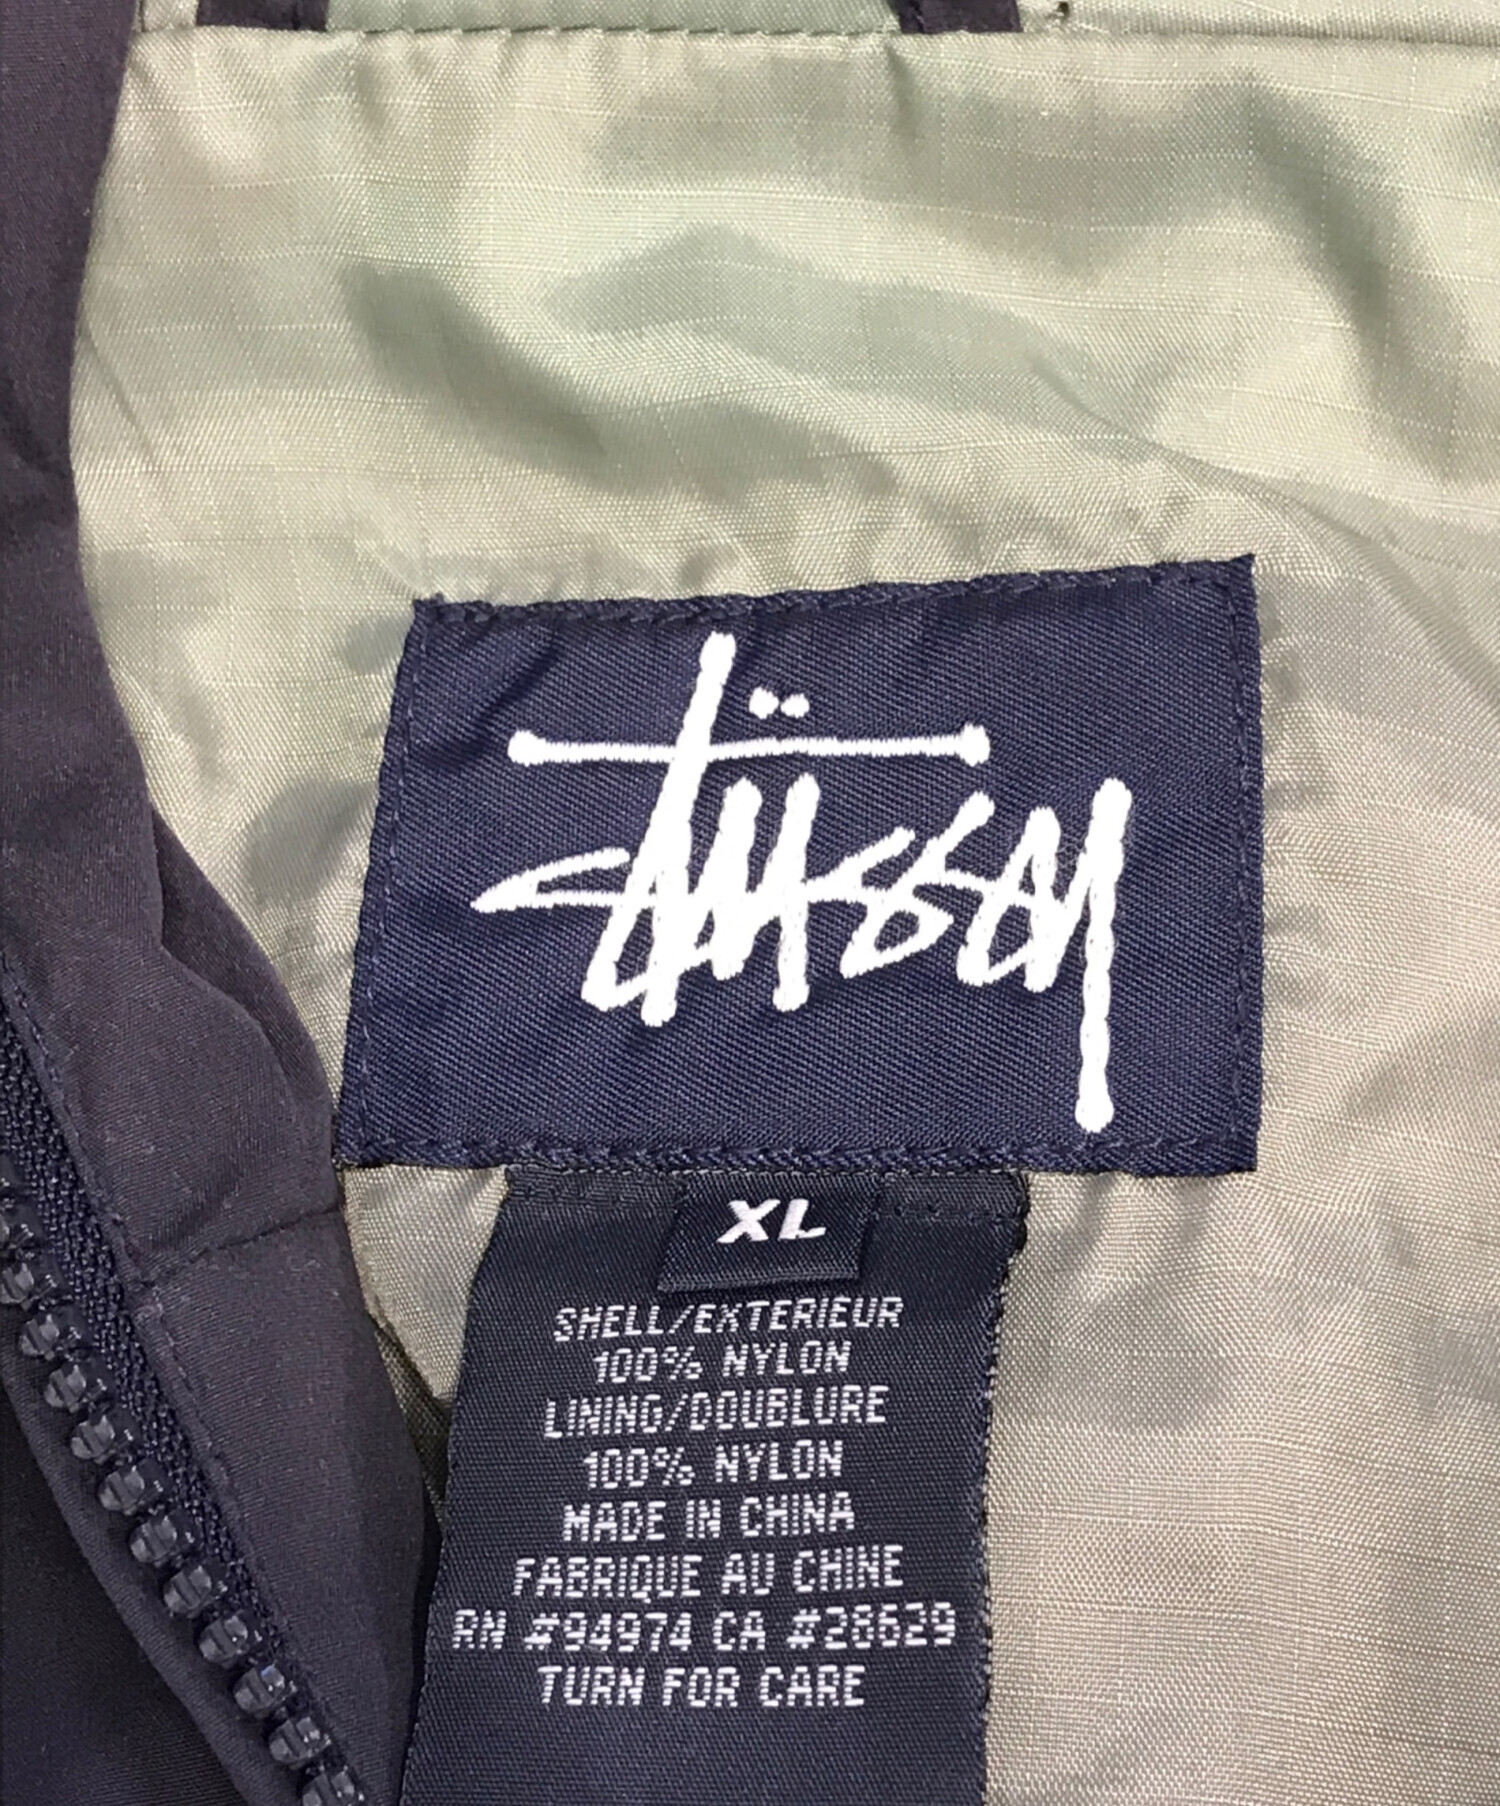 Stüssy
XL
SHELL/EXTERIEUR
100% NYLON
LINING/DOUBLURE
100% NYLON
MADE IN CHINA
FABRIQUE AU CHINE
RN #94974 CA #28629
TURN FOR CARE